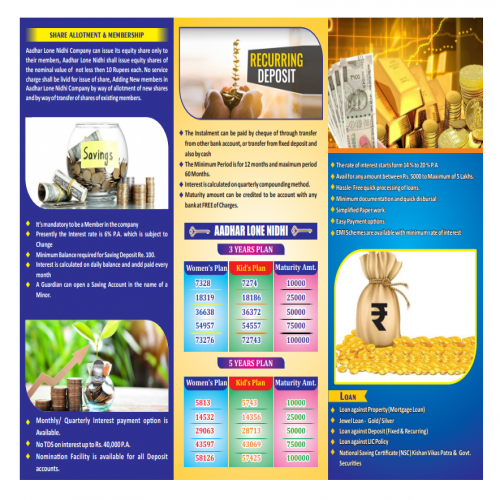 SHARE ALLOTMENT & MEMBERSHIP
Aadhar Lone Nidhi Company can issue its equity share only to
their members, Aadhar Lone Nidhi shall issue equity shares of
the nominal value of not less then 10 Rupees each. No service
charge shall be livid for issue of share, Adding New members in
Aadhar Lone Nidhi Company by way of allotment of new shares
and by way of transfer of shares of existing members.
Savings
It's mandatory to be a Member in the company
Presently the Interest rate is 6% P.A. which is subject to
Change
Minimum Balance required for Saving Deposit Rs. 100.
Interest is calculated on daily balance and andd paid every
month
A Guardian can open a Saving Account in the name of a
Minor.
Monthly/ Quarterly Interest payment option is
Available.
No TDS on interest up to Rs. 40,000 P.A.
Nomination Facility is available for all Deposit
accounts.
RECURRING
DEPOSIT
The Instalment can be paid by cheque of through transfer
from other bank account, or transfer from fixed deposit and
also by cash
The Minimum Period is for 12 months and maximum period
60 Months.
Interest is calculated on quarterly compounding method.
Maturity amount can be credited to be account with any
bank at FREE of Charges.
AADHAR LONE NIDHI
3 YEARS PLAN
Women's Plan Kid's Plan Maturity Amt.
7328 7274 10000
18319 18186 25000
36638 36372 50000
54957 54557 75000
73276 72743 100000
5 YEARS PLAN
Women's Plan Kid's Plan Maturity Amt.
5813 5743 10000
14532 14356 25000
29063 28713 50000
43597 43069 75000
58126 57425 100000
The rate of interest starts form 14 % to 20 % P.A
Avail for any amount between Rs. 5000 to Maximum of 5 Lakhs.
Hassle- Free quick processing of loans.
Minimum documentation and quick disbursal
Simplified Paper work
Easy Payment options
EMI Schemes are available with minimum rate of interest
₹
LOAN
Loan against Property (Mortgage Loan)
Jewel Loan - Gold/ Silver
Loan against Deposit (Fixed & Recurring)
Loan against LIC Policy
National Saving Certificate (NSC) Kishan Vikas Patra & Govt.
Securities